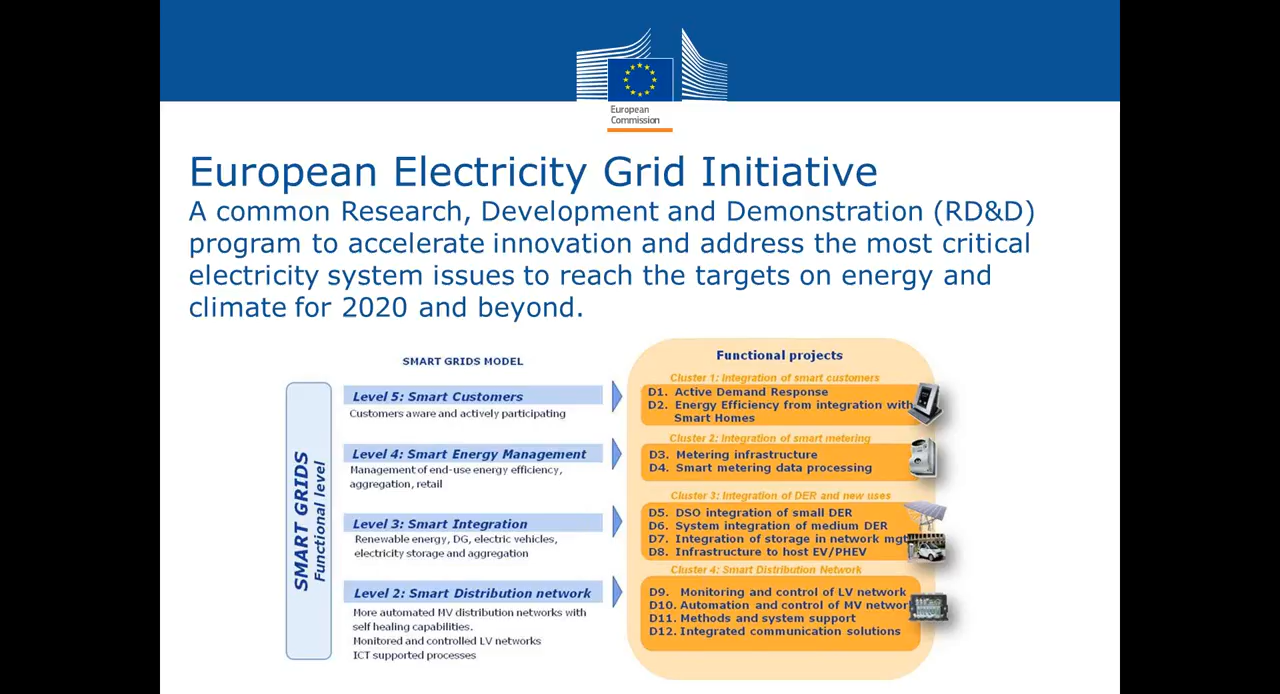 European
Commission
European Electricity Grid Initiative
A common Research, Development and Demonstration (RD&D)
program to accelerate innovation and address the most critical
electricity system issues to reach the targets on energy and
climate for 2020 and beyond.
SMART GRIDS
Functional level
SMART GRIDS MODEL
Level 5: Smart Customers
Customers aware and actively participating
Level 4: Smart Energy Management
Management of end-use energy efficiency,
aggregation, retail
Level 3: Smart Integration
Renewable energy, DG, electric vehicles,
electricity storage and aggregation
Level 2: Smart Distribution network
More automated MV distribution networks with
self healing capabilities.
Monitored and controlled LV networks
ICT supported processes
Functional projects
Cluster 1: Integration of smart customers
D1. Active Demand Response
D2. Energy Efficiency from integration with
Smart Homes
Cluster 2: Integration of smart metering
D3. Metering infrastructure
D4. Smart metering data processing
Cluster 3: Integration of DER and new uses
D5. DSO integration of small DER
D6. System integration of medium DER
D7. Integration of storage in network mgt
D8. Infrastructure to host EV/PHEV
Cluster 4: Smart Distribution Network
D9. Monitoring and control of LV network
D10. Automation and control of MV networ
D11. Methods and system support
D12. Integrated communication solutions